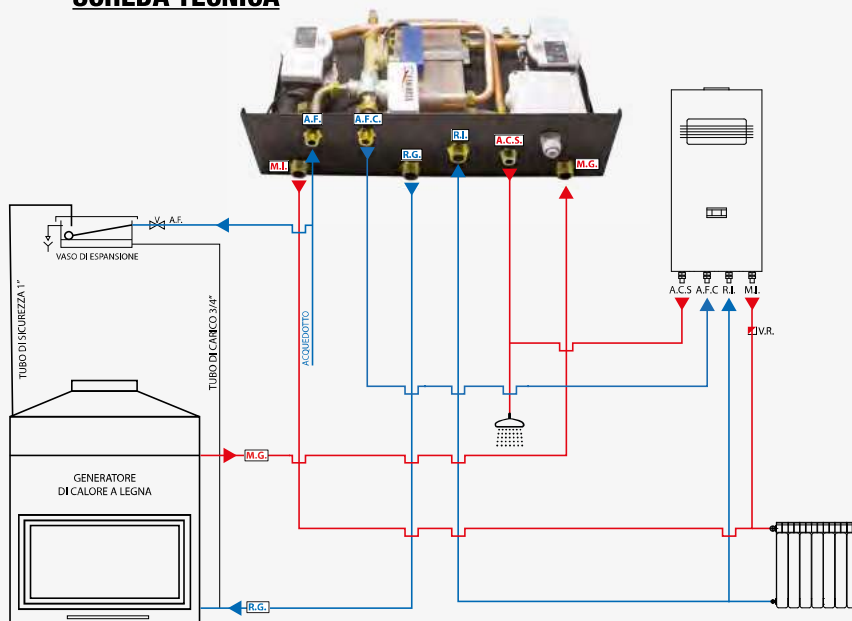 SCHEDA TECNICA
A.F.
A.F.C.
R.I.
A.C.S.
M.I.
R.G.
M.G.
V
A.F.
VASO DI ESPANSIONE
TUBO DI SICUREZZA 1"
TUBO DI CARICO 3/4"
ACQUEDOTTO
A.C.S
A.F.C
R.I.
M.I.
V.R.
M.G.
GENERATORE
DI CALORE A LEGNA
R.G.